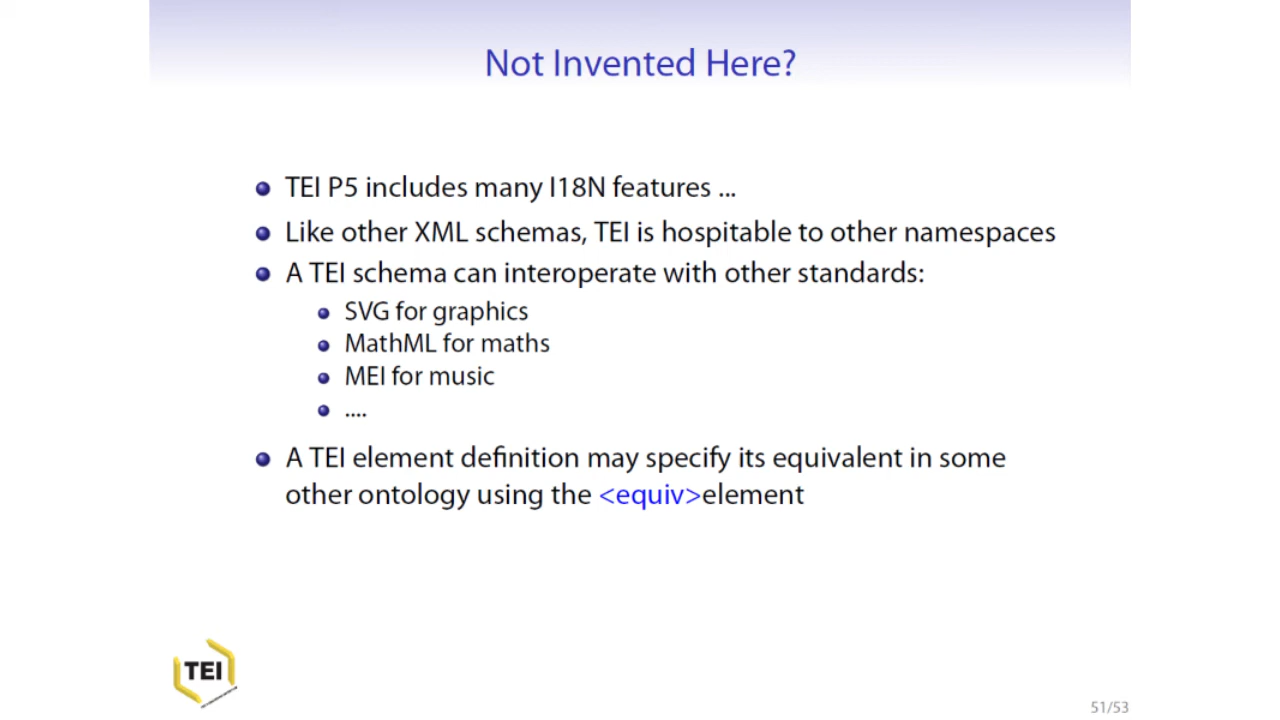 Not Invented Here?
TEI P5 includes many I18N features ...
Like other XML schemas, TEI is hospitable to other namespaces
A TEI schema can interoperate with other standards:
SVG for graphics
MathML for maths
MEI for music
....
A TEI element definition may specify its equivalent in some
other ontology using the <equiv>element
TEI
51/53